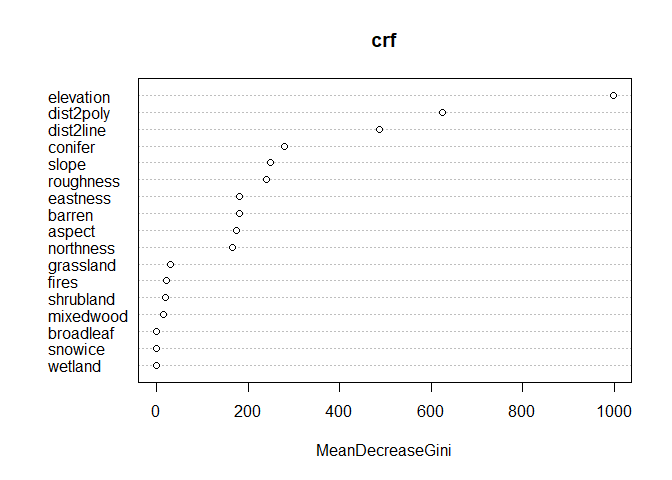 crf
elevation
dist2poly
dist2line
conifer
slope
roughness
eastness
barren
aspect
northness
grassland
fires
shrubland
mixedwood
broadleaf
snowice
wetland
0 200 400 600 800 1000
MeanDecreaseGini